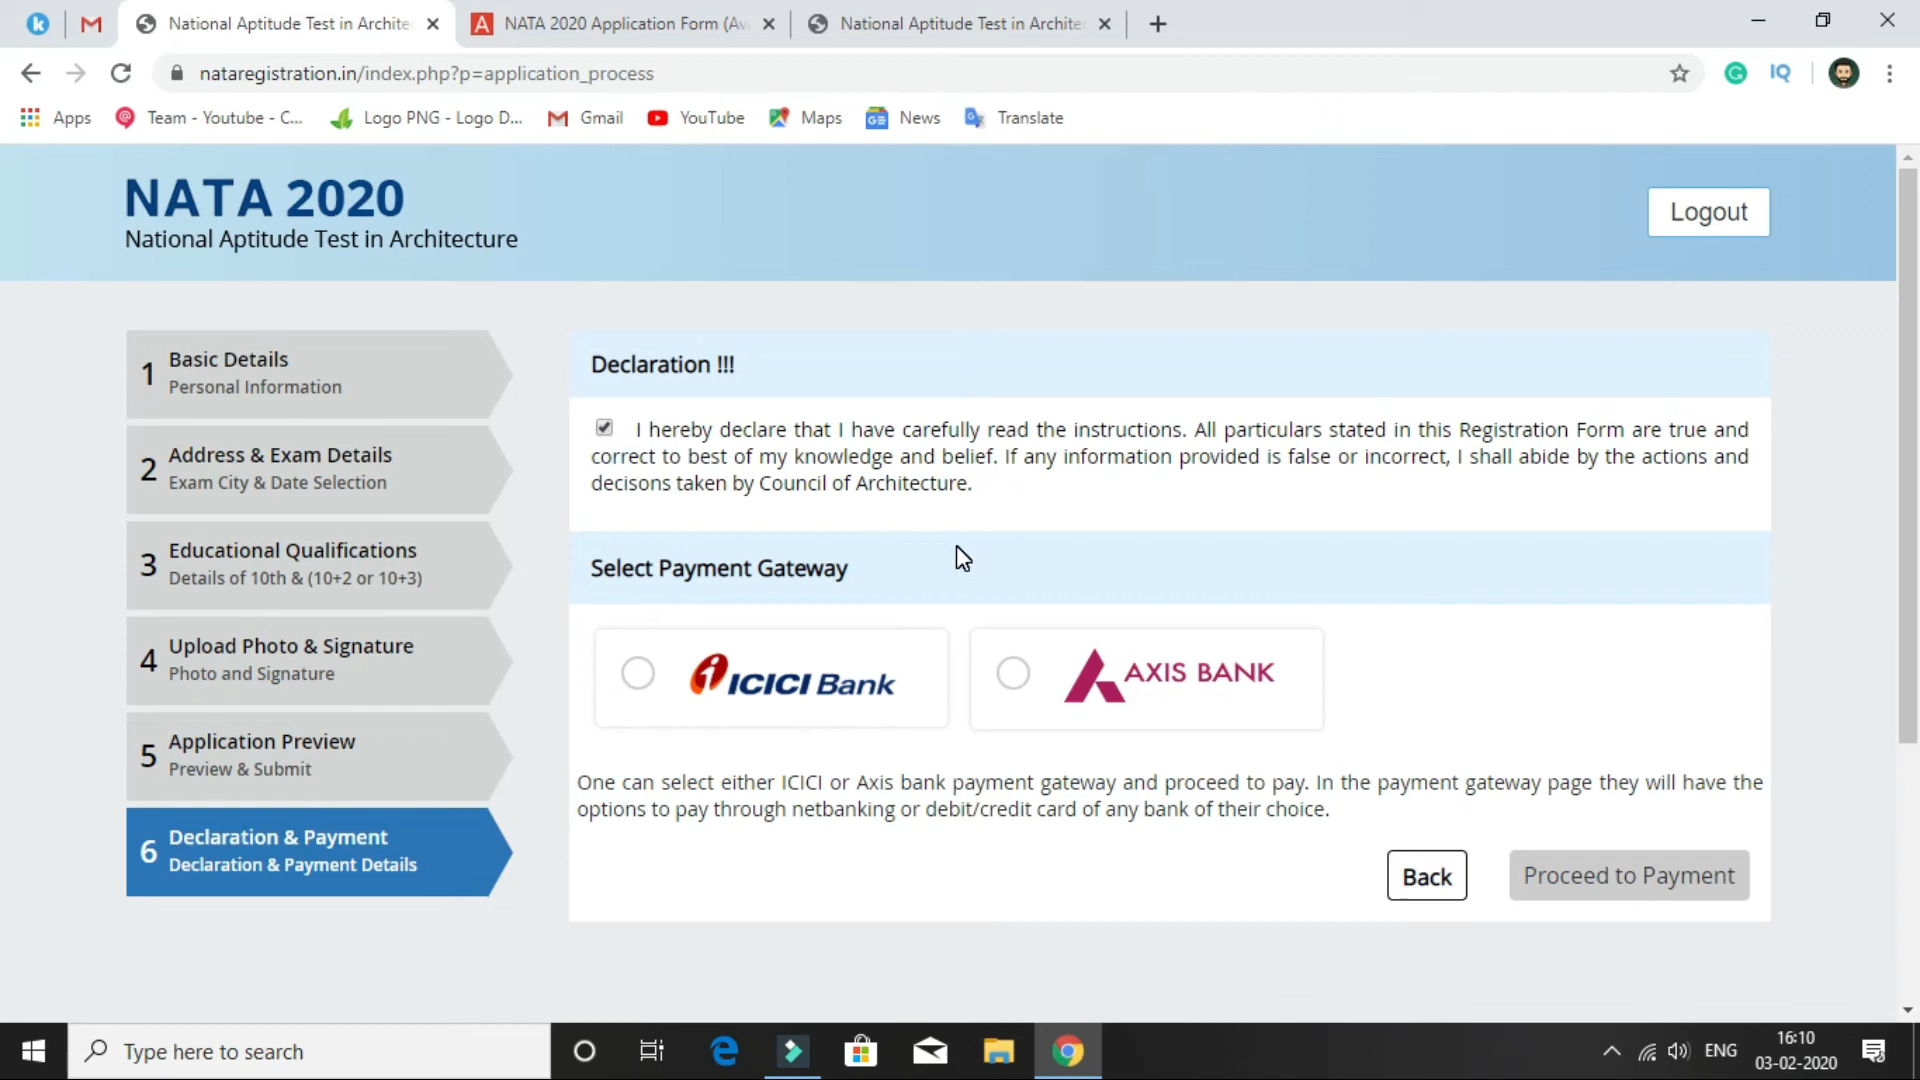 National Aptitude Test in Archite
NATA 2020 Application Form (Av
National Aptitude Test in Archite
nataregistration.in/index.php?p=application_process
Apps
Team - Youtube - C...
Logo PNG - Logo D...
Gmail
YouTube
Maps
News
Translate
NATA 2020
National Aptitude Test in Architecture
Logout
1 Basic Details
Personal Information
2 Address & Exam Details
Exam City & Date Selection
3 Educational Qualifications
Details of 10th & (10+2 or 10+3)
4 Upload Photo & Signature
Photo and Signature
5 Application Preview
Preview & Submit
6 Declaration & Payment
Declaration & Payment Details
Declaration !!!
I hereby declare that I have carefully read the instructions. All particulars stated in this Registration Form are true and
correct to best of my knowledge and belief. If any information provided is false or incorrect, I shall abide by the actions and
decisons taken by Council of Architecture.
Select Payment Gateway
ICICI Bank
AXIS BANK
One can select either ICICI or Axis bank payment gateway and proceed to pay. In the payment gateway page they will have the
options to pay through netbanking or debit/credit card of any bank of their choice.
Back
Proceed to Payment
Type here to search
ENG
16:10
03-02-2020